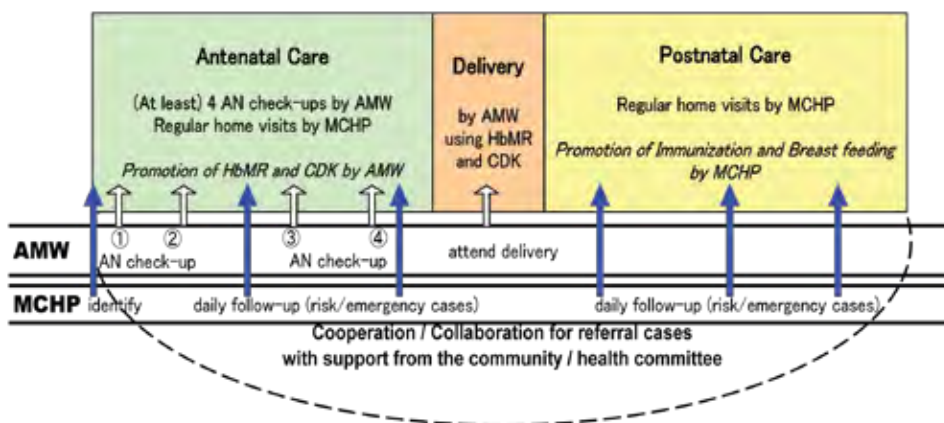 Antenatal Care
(At least) 4 AN check-ups by AMW
Regular home visits by MCHP
Promotion of HbMR and CDK by AMW
Delivery
by AMW
using HbMR
and CDK
Postnatal Care
Regular home visits by MCHP
Promotion of Immunization and Breast feeding
by MCHP
AMW
① ② ③ ④
AN check-up AN check-up attend delivery
MCHP identify daily follow-up (risk/emergency cases) daily follow-up (risk/emergency cases)
Cooperation / Collaboration for referral cases
with support from the community / health committee